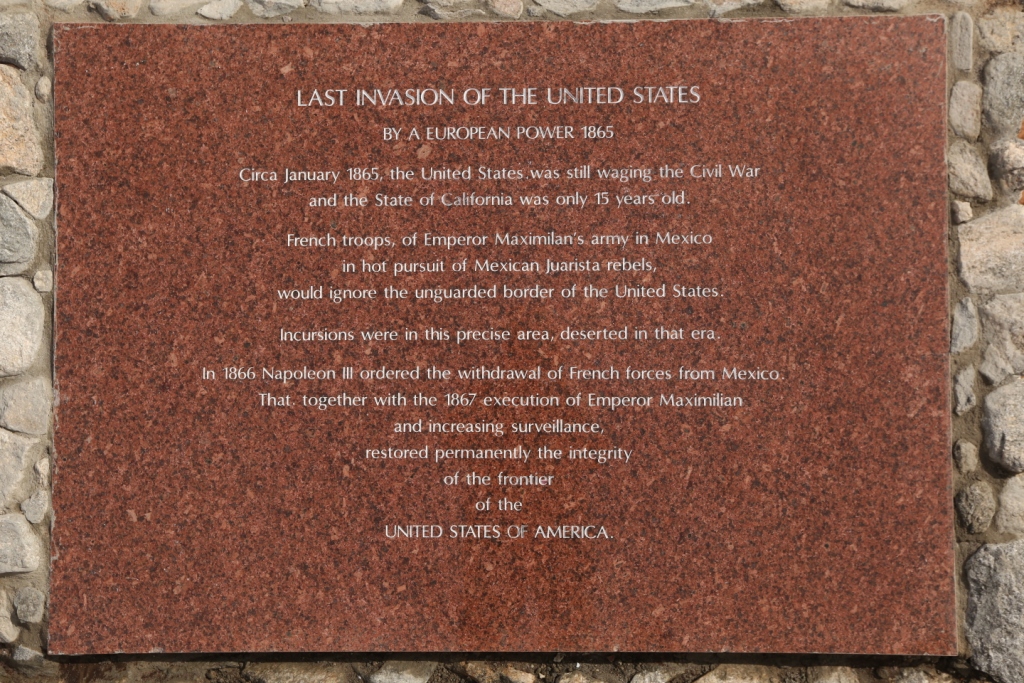 LAST INVASION OF THE UNITED STATES
BY A EUROPEAN POWER 1865
Circa January 1865, the United States was still waging the Civil War
and the State of California was only 15 years old.
French troops, of Emperor Maximilan's army in Mexico
in hot pursuit of Mexican Juarista rebels,
would ignore the unguarded border of the United States.
Incursions were in this precise area, deserted in that era.
In 1866 Napoleon III ordered the withdrawal of French forces from Mexico.
That, together with the 1867 execution of Emperor Maximilian
and increasing surveillance,
restored permanently the integrity
of the frontier
of the
UNITED STATES OF AMERICA.